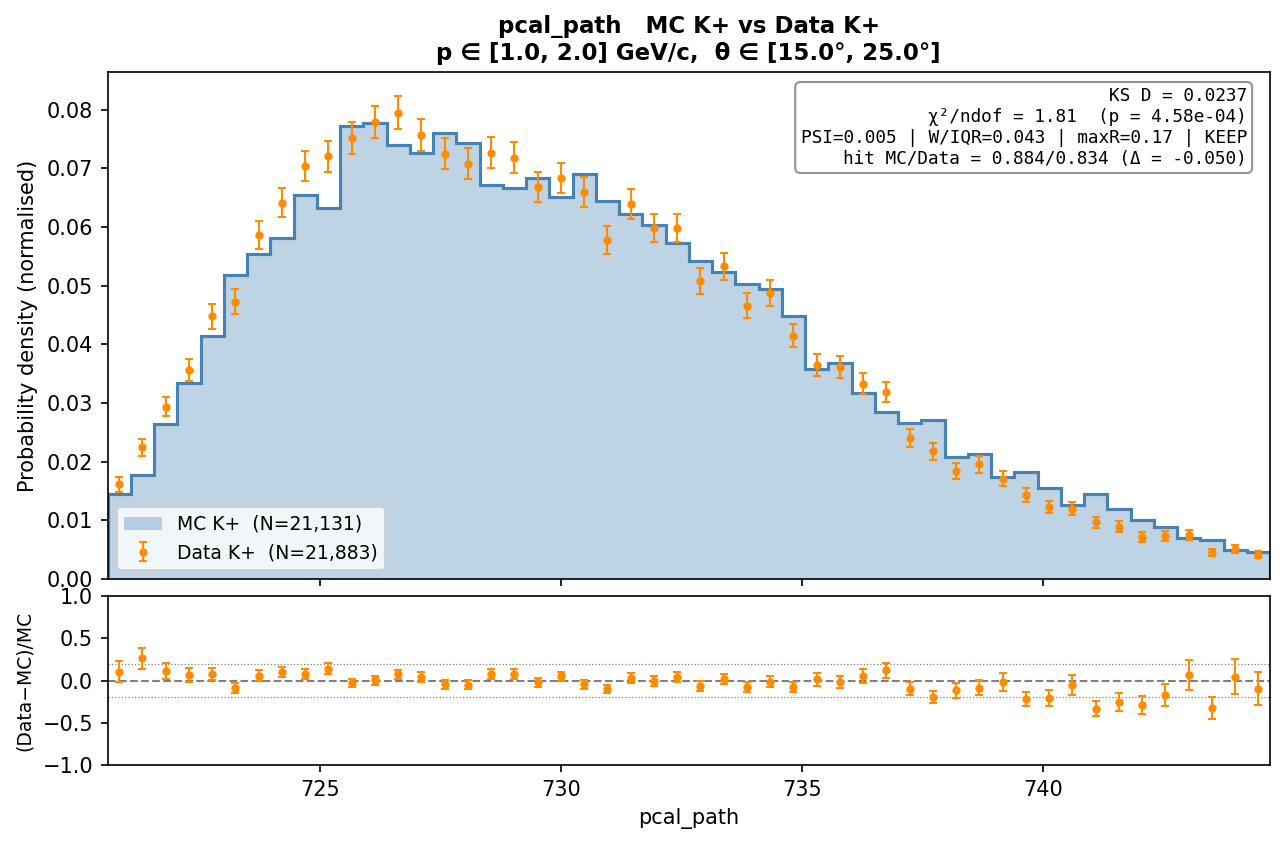 pcal_path   MC K+ vs Data K+
p ∈ [1.0, 2.0] GeV/c,  θ ∈ [15.0°, 25.0°]
KS D = 0.0237
χ²/ndof = 1.81  (p = 4.58e-04)
PSI=0.005 | W/IQR=0.043 | maxR=0.17 | KEEP
hit MC/Data = 0.884/0.834 (Δ = -0.050)
Probability density (normalised)
0.08
0.07
0.06
0.05
0.04
0.03
0.02
0.01
0.00
MC K+  (N=21,131)
Data K+  (N=21,883)
(Data−MC)/MC
1.0
0.5
0.0
−0.5
−1.0
725 730 735 740
pcal_path